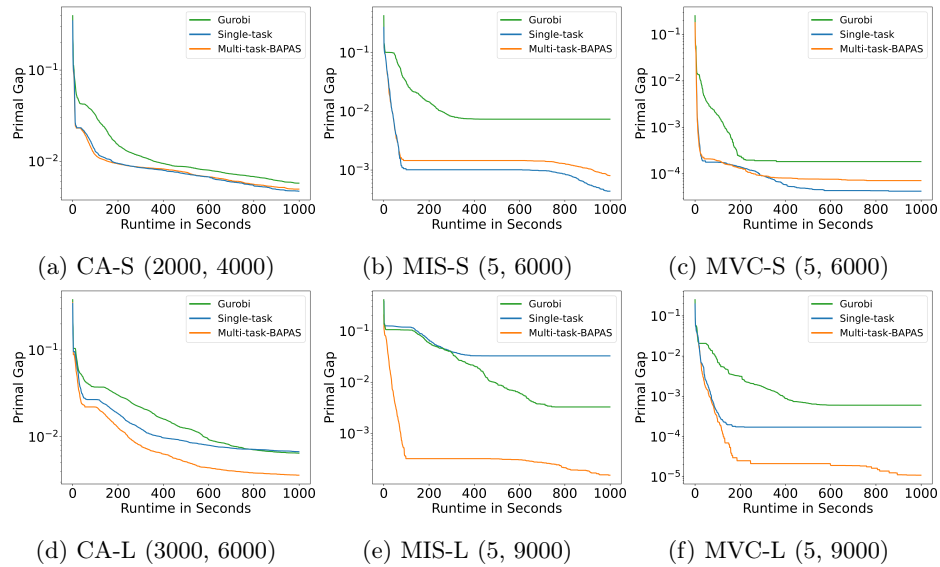 Gurobi
Single-task
Multi-task-BAPAS
Primal Gap
10⁻¹
10⁻²
0 200 400 600 800 1000
Runtime in Seconds
(a) CA-S (2000, 4000)
Gurobi
Single-task
Multi-task-BAPAS
Primal Gap
10⁻¹
10⁻²
10⁻³
0 200 400 600 800 1000
Runtime in Seconds
(b) MIS-S (5, 6000)
Gurobi
Single-task
Multi-task-BAPAS
Primal Gap
10⁻¹
10⁻²
10⁻³
10⁻⁴
0 200 400 600 800 1000
Runtime in Seconds
(c) MVC-S (5, 6000)
Gurobi
Single-task
Multi-task-BAPAS
Primal Gap
10⁻¹
10⁻²
0 200 400 600 800 1000
Runtime in Seconds
(d) CA-L (3000, 6000)
Gurobi
Single-task
Multi-task-BAPAS
Primal Gap
10⁻¹
10⁻²
10⁻³
0 200 400 600 800 1000
Runtime in Seconds
(e) MIS-L (5, 9000)
Gurobi
Single-task
Multi-task-BAPAS
Primal Gap
10⁻¹
10⁻²
10⁻³
10⁻⁴
10⁻⁵
0 200 400 600 800 1000
Runtime in Seconds
(f) MVC-L (5, 9000)